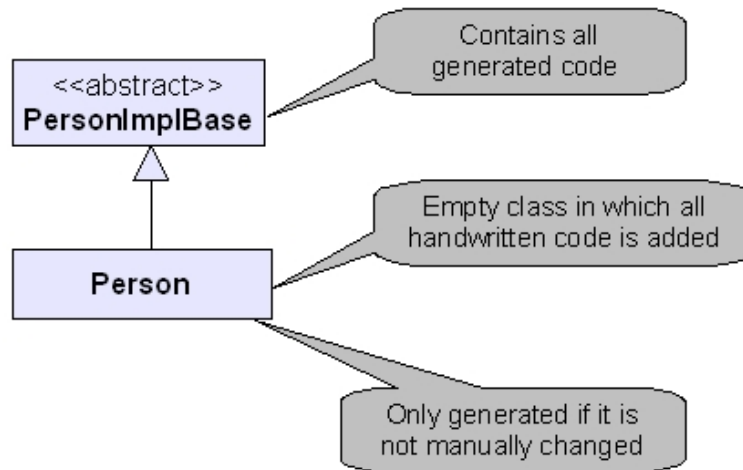 Contains all
generated code
<<abstract>>
PersonImplBase
Empty class in which all
handwritten code is added
Person
Only generated if it is
not manually changed